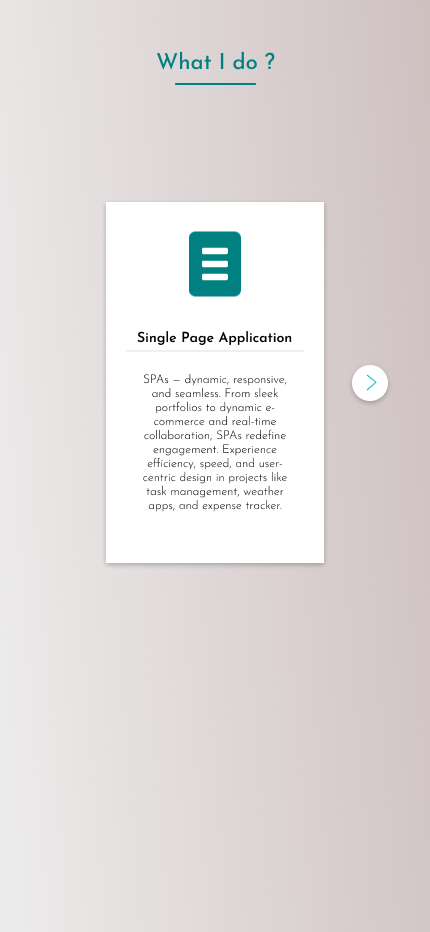 What I do ?
Single Page Application
SPAs – dynamic, responsive,
and seamless. From sleek
portfolios to dynamic e-
commerce and real-time
collaboration, SPAs redefine
engagement. Experience
efficiency, speed, and user-
centric design in projects like
task management, weather
apps, and expense tracker.